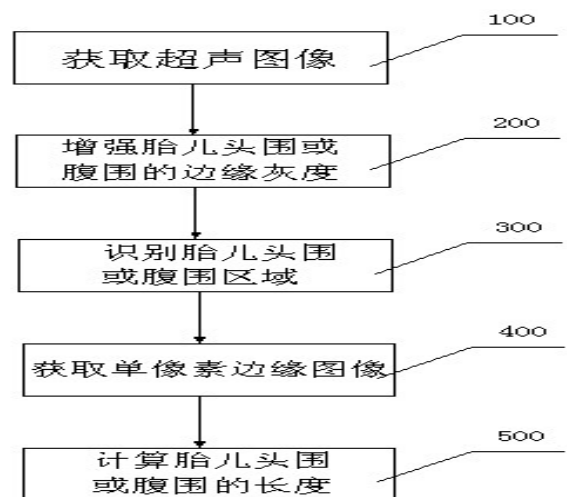 100
获取超声图像
200
增强胎儿头围或
腹围的边缘灰度
300
识别胎儿头围
或腹围区域
400
获取单像素边缘图像
500
计算胎儿头围
或腹围的长度